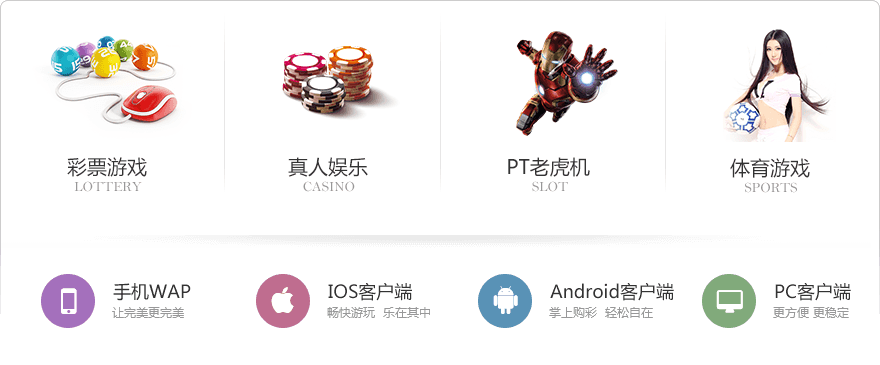 彩票游戏
LOTTERY
真人娱乐
CASINO
PT老虎机
SLOT
体育游戏
SPORTS
手机WAP
让完美更完美
IOS客户端
畅快游玩 乐在其中
Android客户端
掌上购彩 轻松自在
PC客户端
更方便 更稳定